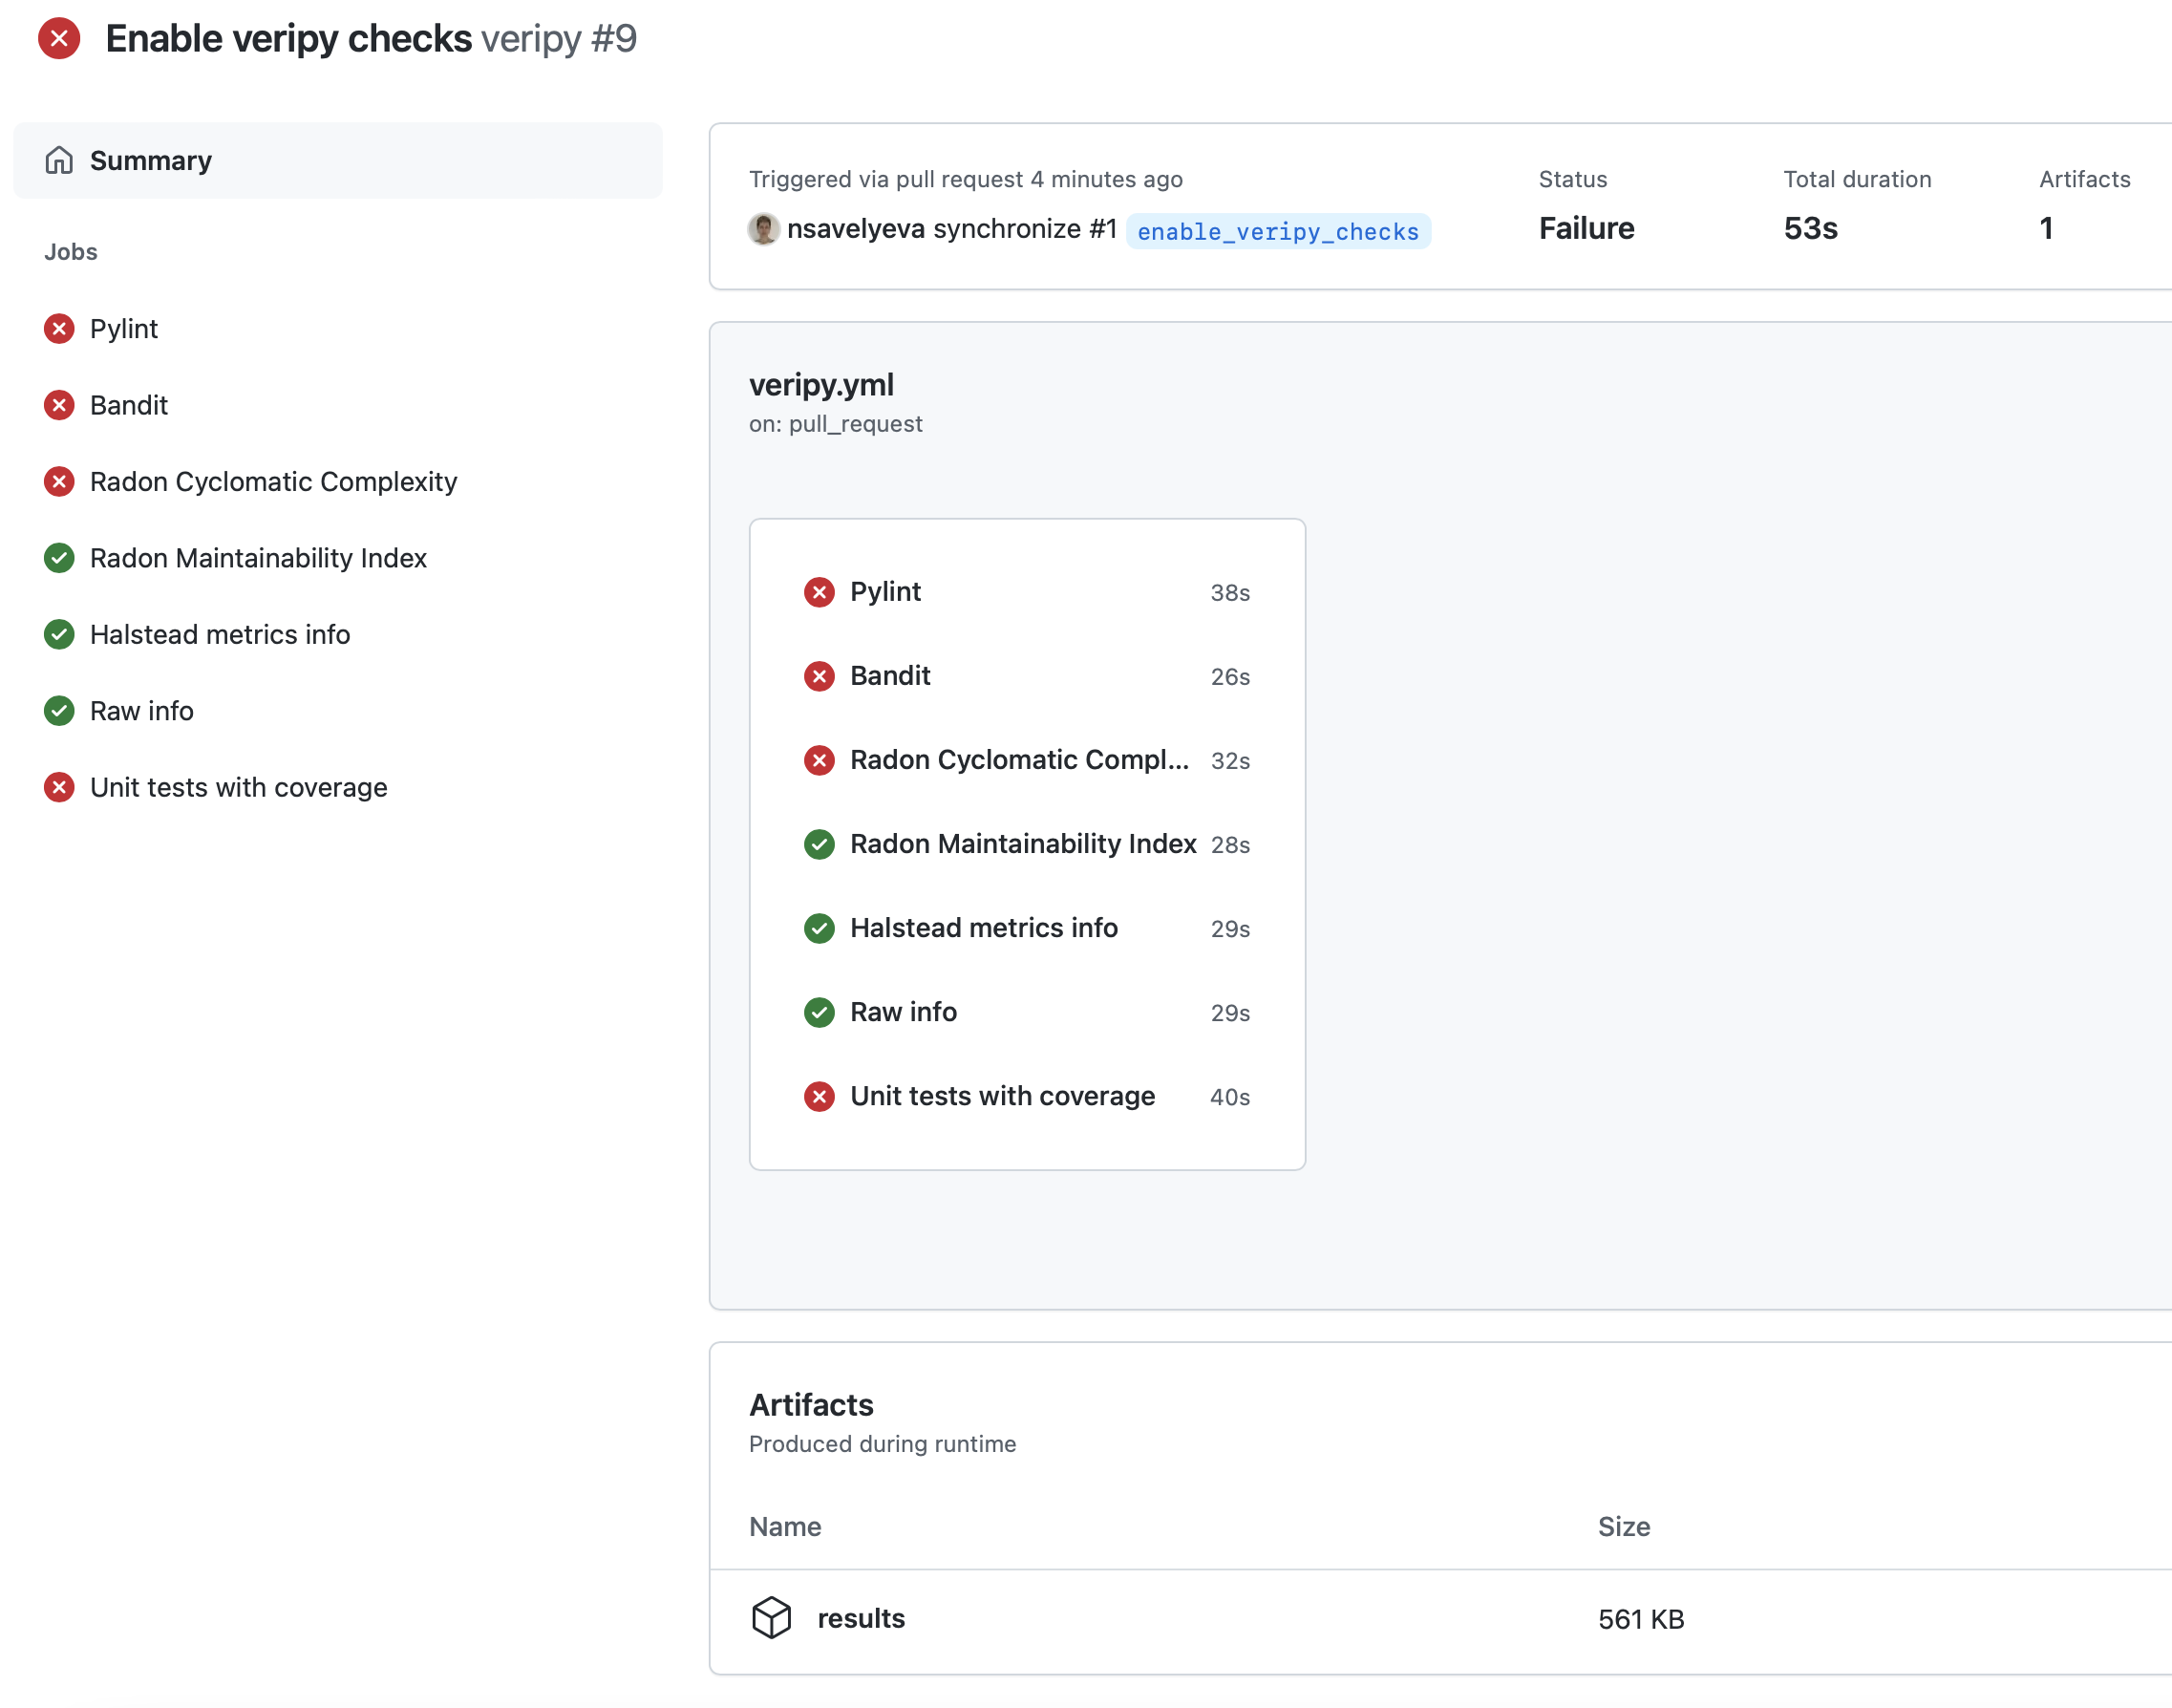 Enable veripy checks veripy #9
Summary
Jobs
Pylint
Bandit
Radon Cyclomatic Complexity
Radon Maintainability Index
Halstead metrics info
Raw info
Unit tests with coverage
Triggered via pull request 4 minutes ago
nsavelyeva synchronize #1 enable_veripy_checks
Status
Failure
Total duration
53s
Artifacts
1
veripy.yml
on: pull_request
Pylint 38s
Bandit 26s
Radon Cyclomatic Compl... 32s
Radon Maintainability Index 28s
Halstead metrics info 29s
Raw info 29s
Unit tests with coverage 40s
Artifacts
Produced during runtime
Name Size
results 561 KB